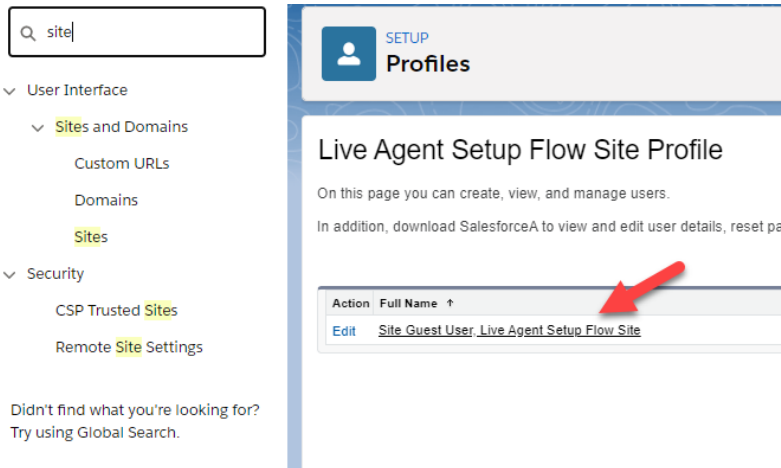 site
User Interface
Sites and Domains
Custom URLs
Domains
Sites
Security
CSP Trusted Sites
Remote Site Settings
Didn't find what you're looking for?
Try using Global Search.
SETUP
Profiles
Live Agent Setup Flow Site Profile
On this page you can create, view, and manage users.
In addition, download SalesforceA to view and edit user details, reset pa
Action Full Name ↑
Edit Site Guest User, Live Agent Setup Flow Site